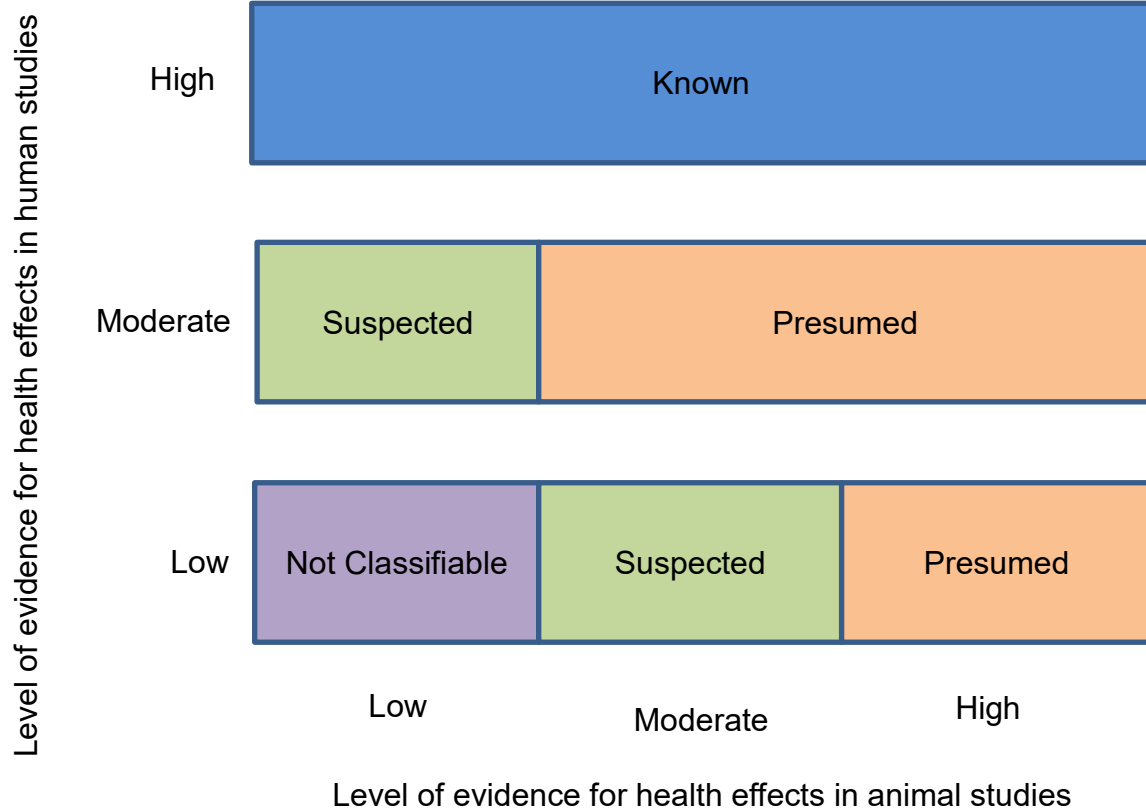 Level of evidence for health effects in human studies
High
Known
Moderate
Suspected
Presumed
Low
Not Classifiable
Suspected
Presumed
Low
Moderate
High
Level of evidence for health effects in animal studies